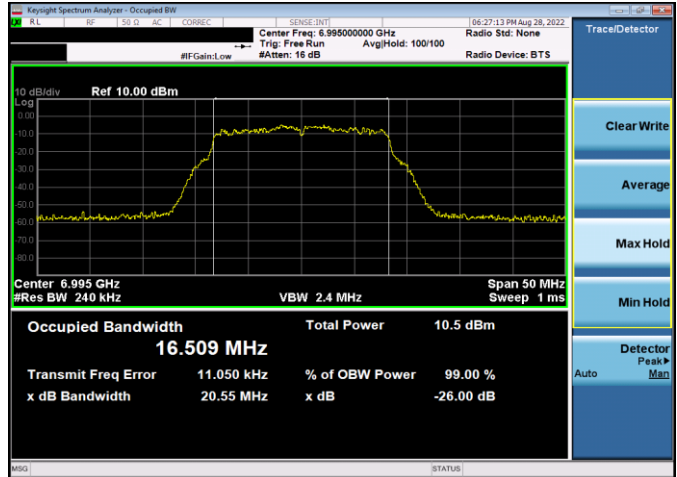 Keysight Spectrum Analyzer - Occupied BW
RL RF 50 Ω AC CORREC SENSE:INT 06:27:13 PM Aug 28, 2022
Center Freq: 6.995000000 GHz Radio Std: None
Trig: Free Run Avg|Hold: 100/100
#IFGain:Low #Atten: 16 dB Radio Device: BTS
10 dB/div Ref 10.00 dBm
Log
0.00
-10.0
-20.0
-30.0
-40.0
-50.0
-60.0
-70.0
-80.0
Center 6.995 GHz Span 50 MHz
#Res BW 240 kHz VBW 2.4 MHz Sweep 1 ms
Occupied Bandwidth Total Power 10.5 dBm
16.509 MHz
Transmit Freq Error 11.050 kHz % of OBW Power 99.00 %
x dB Bandwidth 20.55 MHz x dB -26.00 dB
MSG STATUS
Trace/Detector
Clear Write
Average
Max Hold
Min Hold
Detector
Peak▶
Auto Man